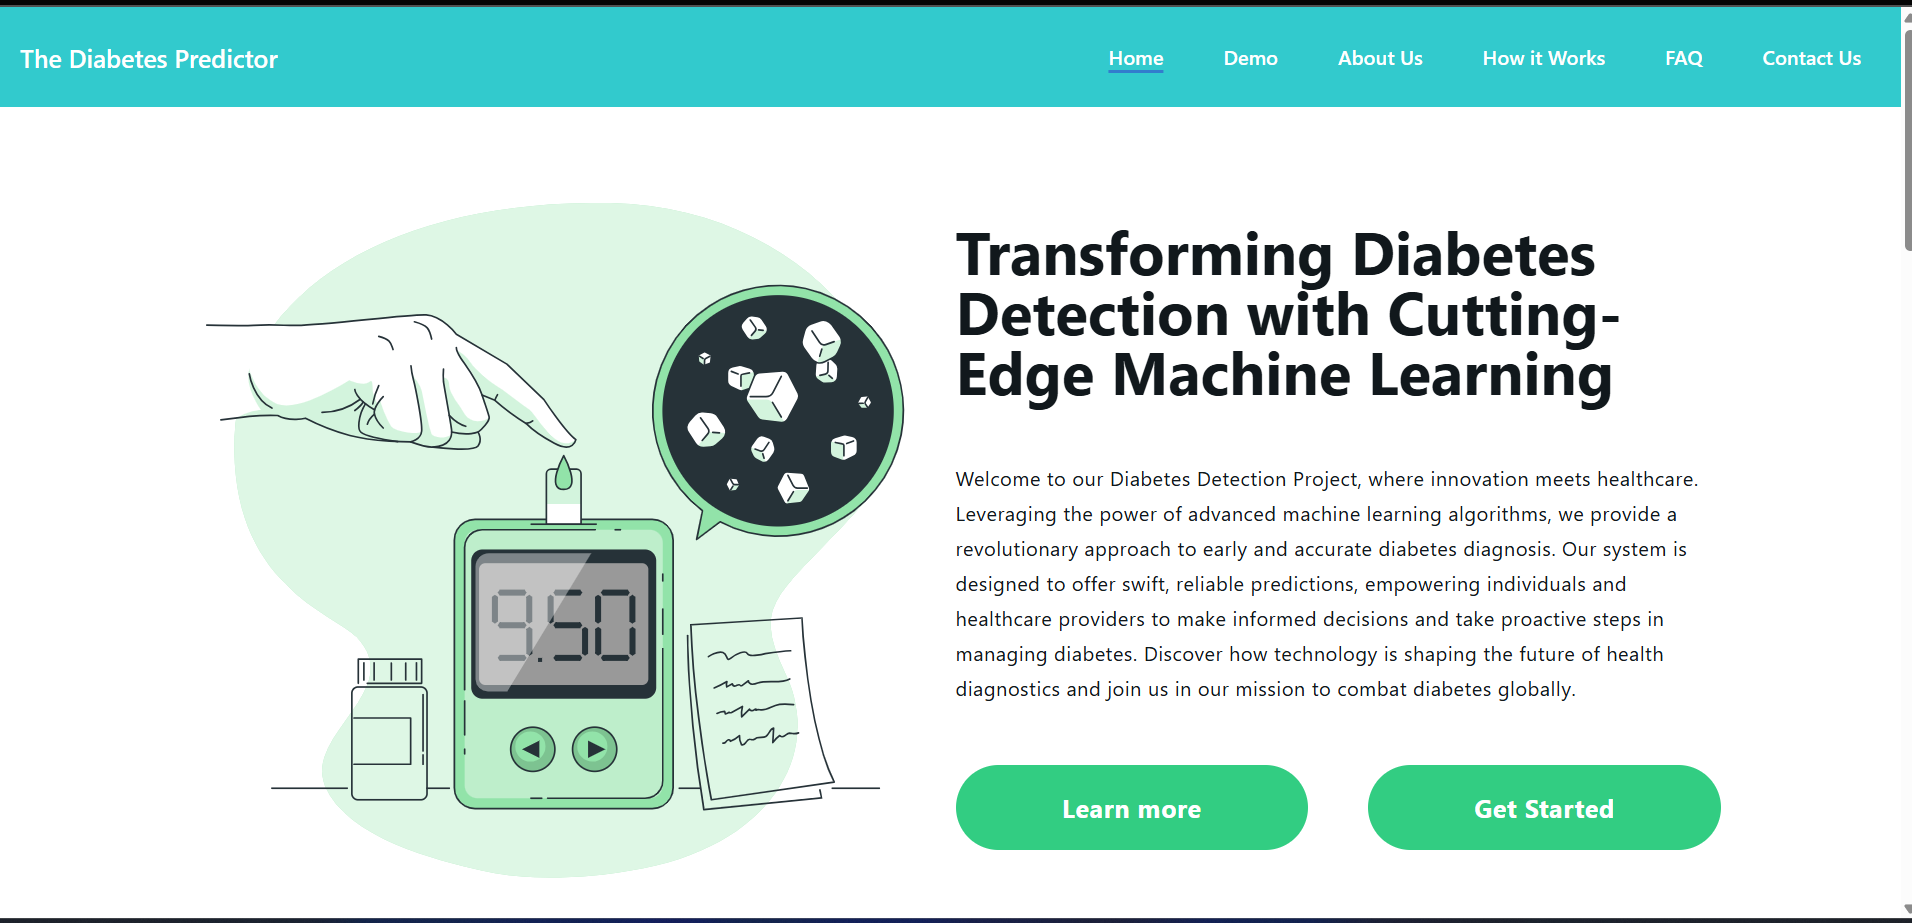 The Diabetes Predictor
Home
Demo
About Us
How it Works
FAQ
Contact Us
Transforming Diabetes
Detection with Cutting-
Edge Machine Learning
Welcome to our Diabetes Detection Project, where innovation meets healthcare.
Leveraging the power of advanced machine learning algorithms, we provide a
revolutionary approach to early and accurate diabetes diagnosis. Our system is
designed to offer swift, reliable predictions, empowering individuals and
healthcare providers to make informed decisions and take proactive steps in
managing diabetes. Discover how technology is shaping the future of health
diagnostics and join us in our mission to combat diabetes globally.
9.50
Learn more
Get Started